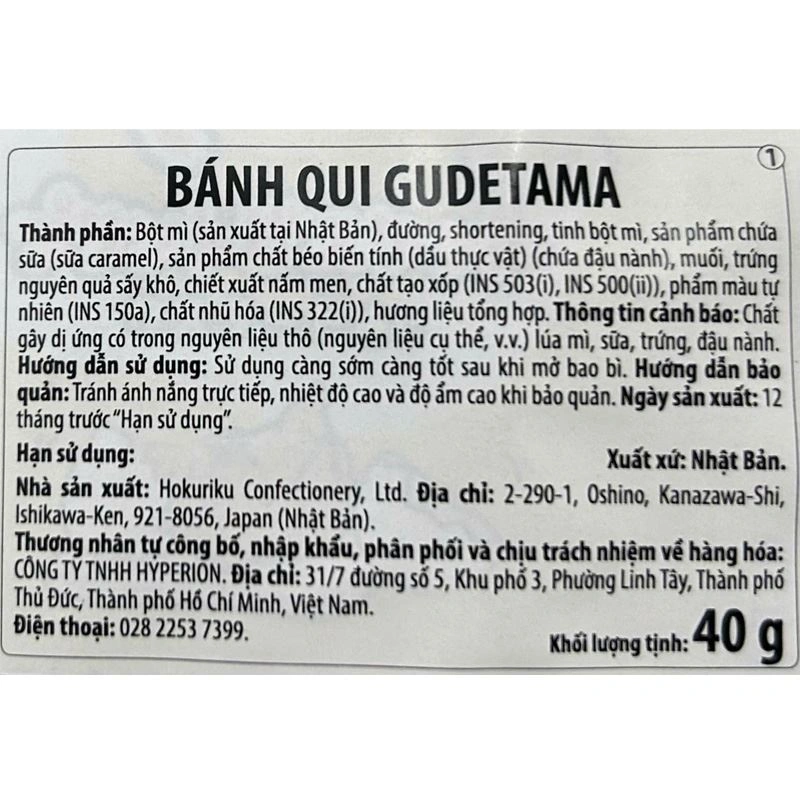 1
BÁNH QUI GUDETAMA
Thành phần: Bột mì (sản xuất tại Nhật Bản), đường, shortening, tinh bột mì, sản phẩm chứa
sữa (sữa caramel), sản phẩm chất béo biến tính (dầu thực vật) (chứa đậu nành), muối, trứng
nguyên quả sấy khô, chiết xuất nấm men, chất tạo xốp (INS 503(i), INS 500(ii)), phẩm màu tự
nhiên (INS 150a), chất nhũ hóa (INS 322(i)), hương liệu tổng hợp. Thông tin cảnh báo: Chất
gây dị ứng có trong nguyên liệu thô (nguyên liệu cụ thể, v.v.) lúa mì, sữa, trứng, đậu nành.
Hướng dẫn sử dụng: Sử dụng càng sớm càng tốt sau khi mở bao bì. Hướng dẫn bảo
quản: Tránh ánh nắng trực tiếp, nhiệt độ cao và độ ẩm cao khi bảo quản. Ngày sản xuất: 12
tháng trước “Hạn sử dụng”.
Hạn sử dụng: Xuất xứ: Nhật Bản.
Nhà sản xuất: Hokuriku Confectionery, Ltd. Địa chỉ: 2-290-1, Oshino, Kanazawa-Shi,
Ishikawa-Ken, 921-8056, Japan (Nhật Bản).
Thương nhân tự công bố, nhập khẩu, phân phối và chịu trách nhiệm về hàng hóa:
CÔNG TY TNHH HYPERION. Địa chỉ: 31/7 đường số 5, Khu phố 3, Phường Linh Tây, Thành phố
Thủ Đức, Thành phố Hồ Chí Minh, Việt Nam.
Điện thoại: 028 2253 7399.
Khối lượng tịnh: 40 g